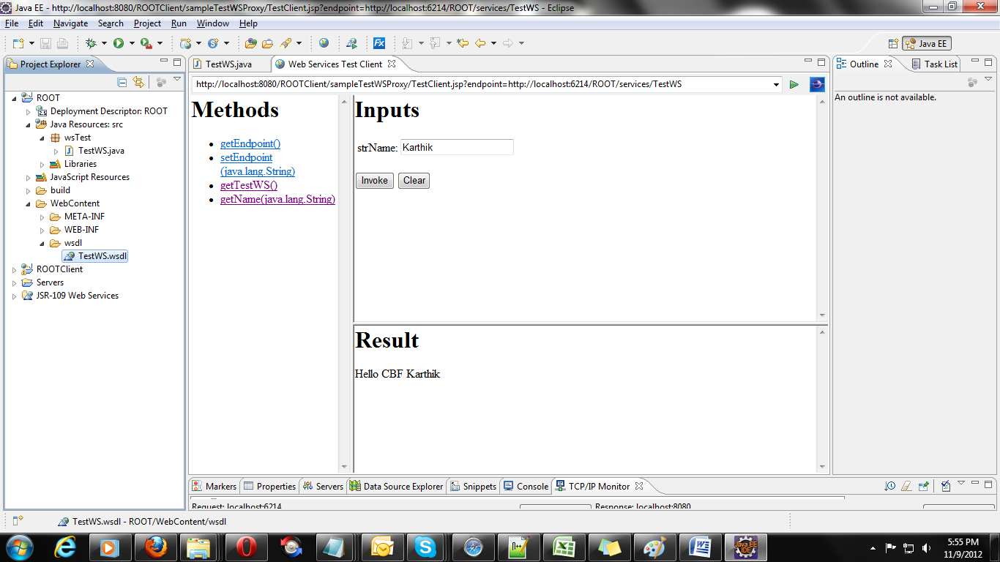 Java EE - http://localhost:8080/ROOTClient/sampleTestWSProxy/TestClient.jsp?endpoint=http://localhost:6214/ROOT/services/TestWS - Eclipse
File Edit Navigate Search Project Run Window Help
Java EE
Project Explorer
TestWS.java
Web Services Test Client
Outline
Task List
http://localhost:8080/ROOTClient/sampleTestWSProxy/TestClient.jsp?endpoint=http://localhost:6214/ROOT/services/TestWS
An outline is not available.
ROOT
Deployment Descriptor: ROOT
Java Resources: src
wsTest
TestWS.java
Libraries
JavaScript Resources
build
WebContent
META-INF
WEB-INF
wsdl
TestWS.wsdl
ROOTClient
Servers
JSR-109 Web Services
Methods
getEndpoint()
setEndpoint
(java.lang.String)
getTestWS()
getName(java.lang.String)
Inputs
strName: Karthik
Invoke Clear
Result
Hello CBF Karthik
Markers Properties Servers Data Source Explorer Snippets Console TCP/IP Monitor
Request: localhost:6214
Response: localhost:8080
TestWS.wsdl - ROOT/WebContent/wsdl
Java EE
IDE
5:55 PM
11/9/2012